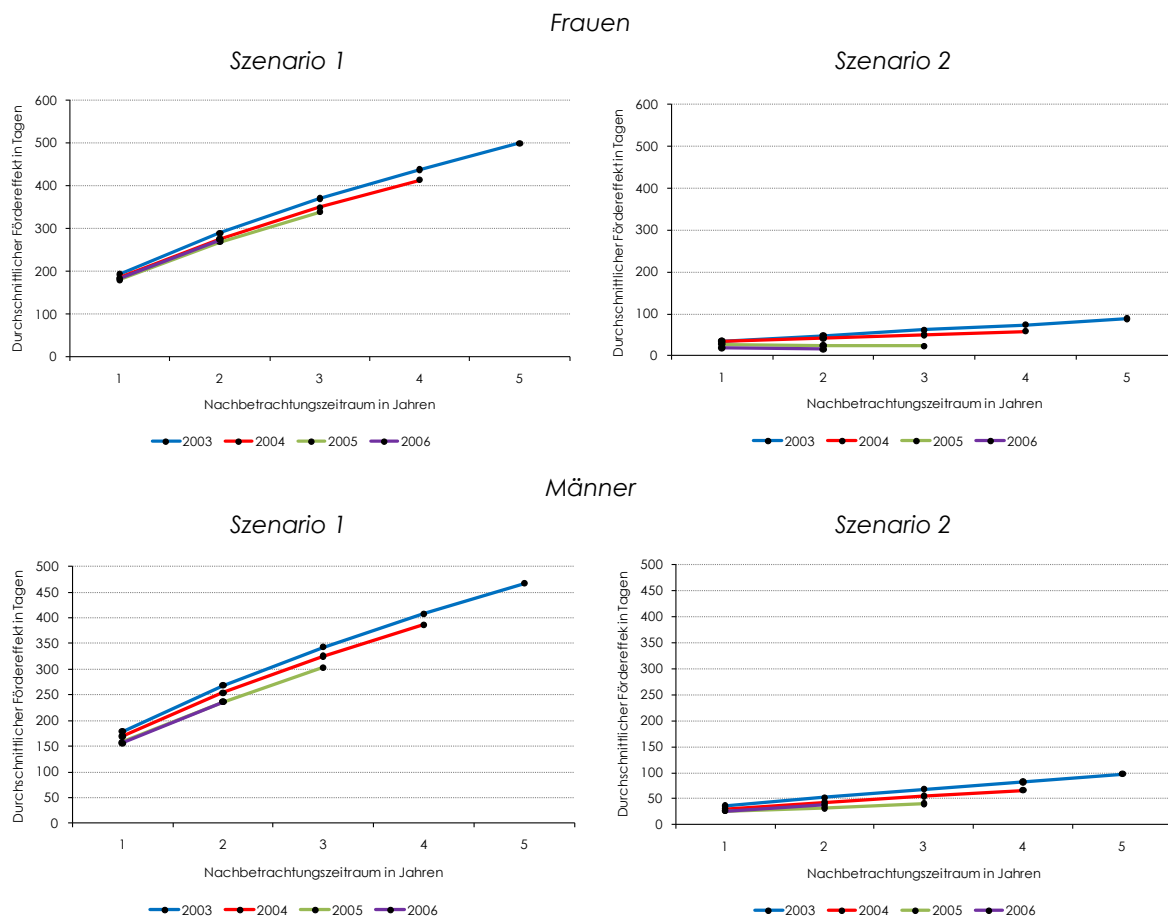 Frauen
Szenario 1
Durchschnittlicher Fördereffekt in Tagen
600
500
400
300
200
100
0
1 2 3 4 5
Nachbetrachtungszeitraum in Jahren
2003 2004 2005 2006
Szenario 2
Durchschnittlicher Fördereffekt in Tagen
600
500
400
300
200
100
0
1 2 3 4 5
Nachbetrachtungszeitraum in Jahren
2003 2004 2005 2006
Männer
Szenario 1
Durchschnittlicher Fördereffekt in Tagen
500
450
400
350
300
250
200
150
100
50
0
1 2 3 4 5
Nachbetrachtungszeitraum in Jahren
2003 2004 2005 2006
Szenario 2
Durchschnittlicher Fördereffek in Tagen
500
450
400
350
300
250
200
150
100
50
0
1 2 3 4 5
Nachbetrachtungszeitraum in Jahren
2003 2004 2005 2006